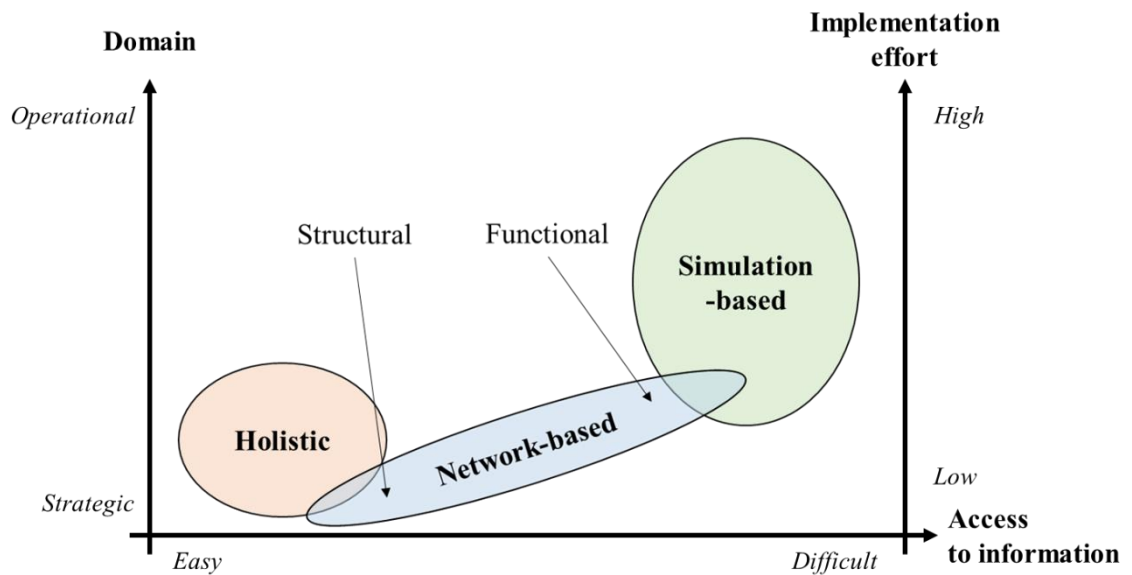 Domain
Implementation
effort
Operational
High
Structural
Functional
Simulation
-based
Holistic
Network-based
Strategic
Low
Access
to information
Easy
Difficult